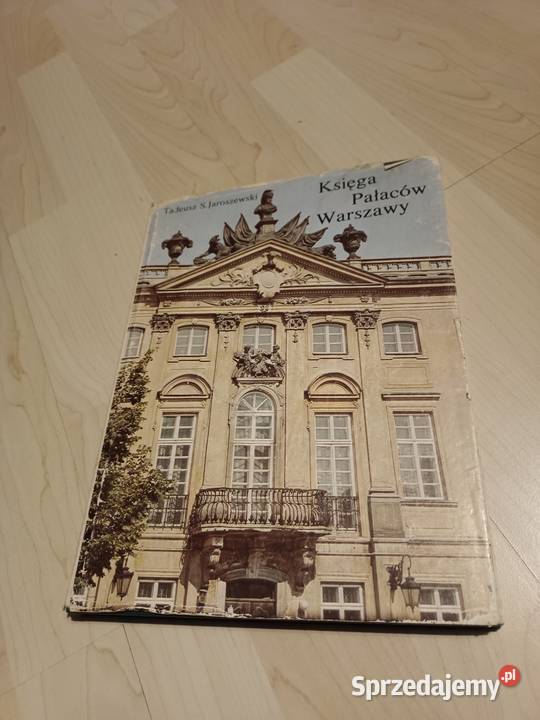 Tadeusz S. Jaroszewski
Księga
Pałaców
Warszawy
Sprzedajemy.pl